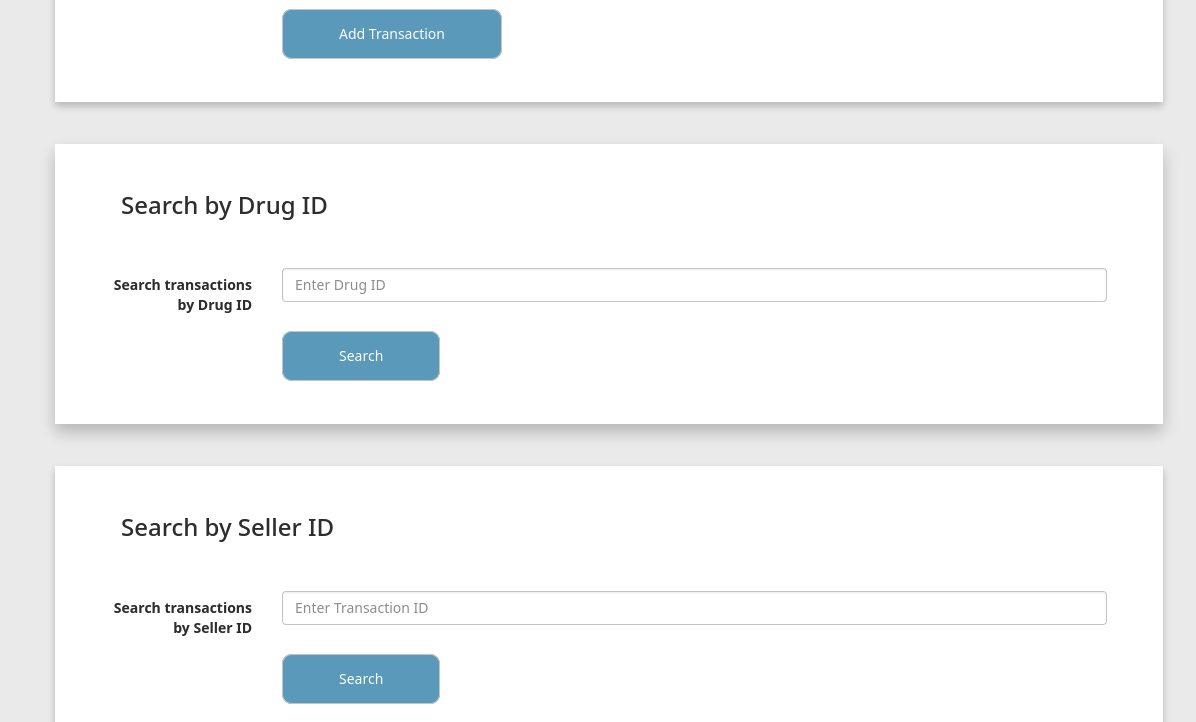 Add Transaction
Search by Drug ID
Search transactions
by Drug ID
Enter Drug ID
Search
Search by Seller ID
Search transactions
by Seller ID
Enter Transaction ID
Search